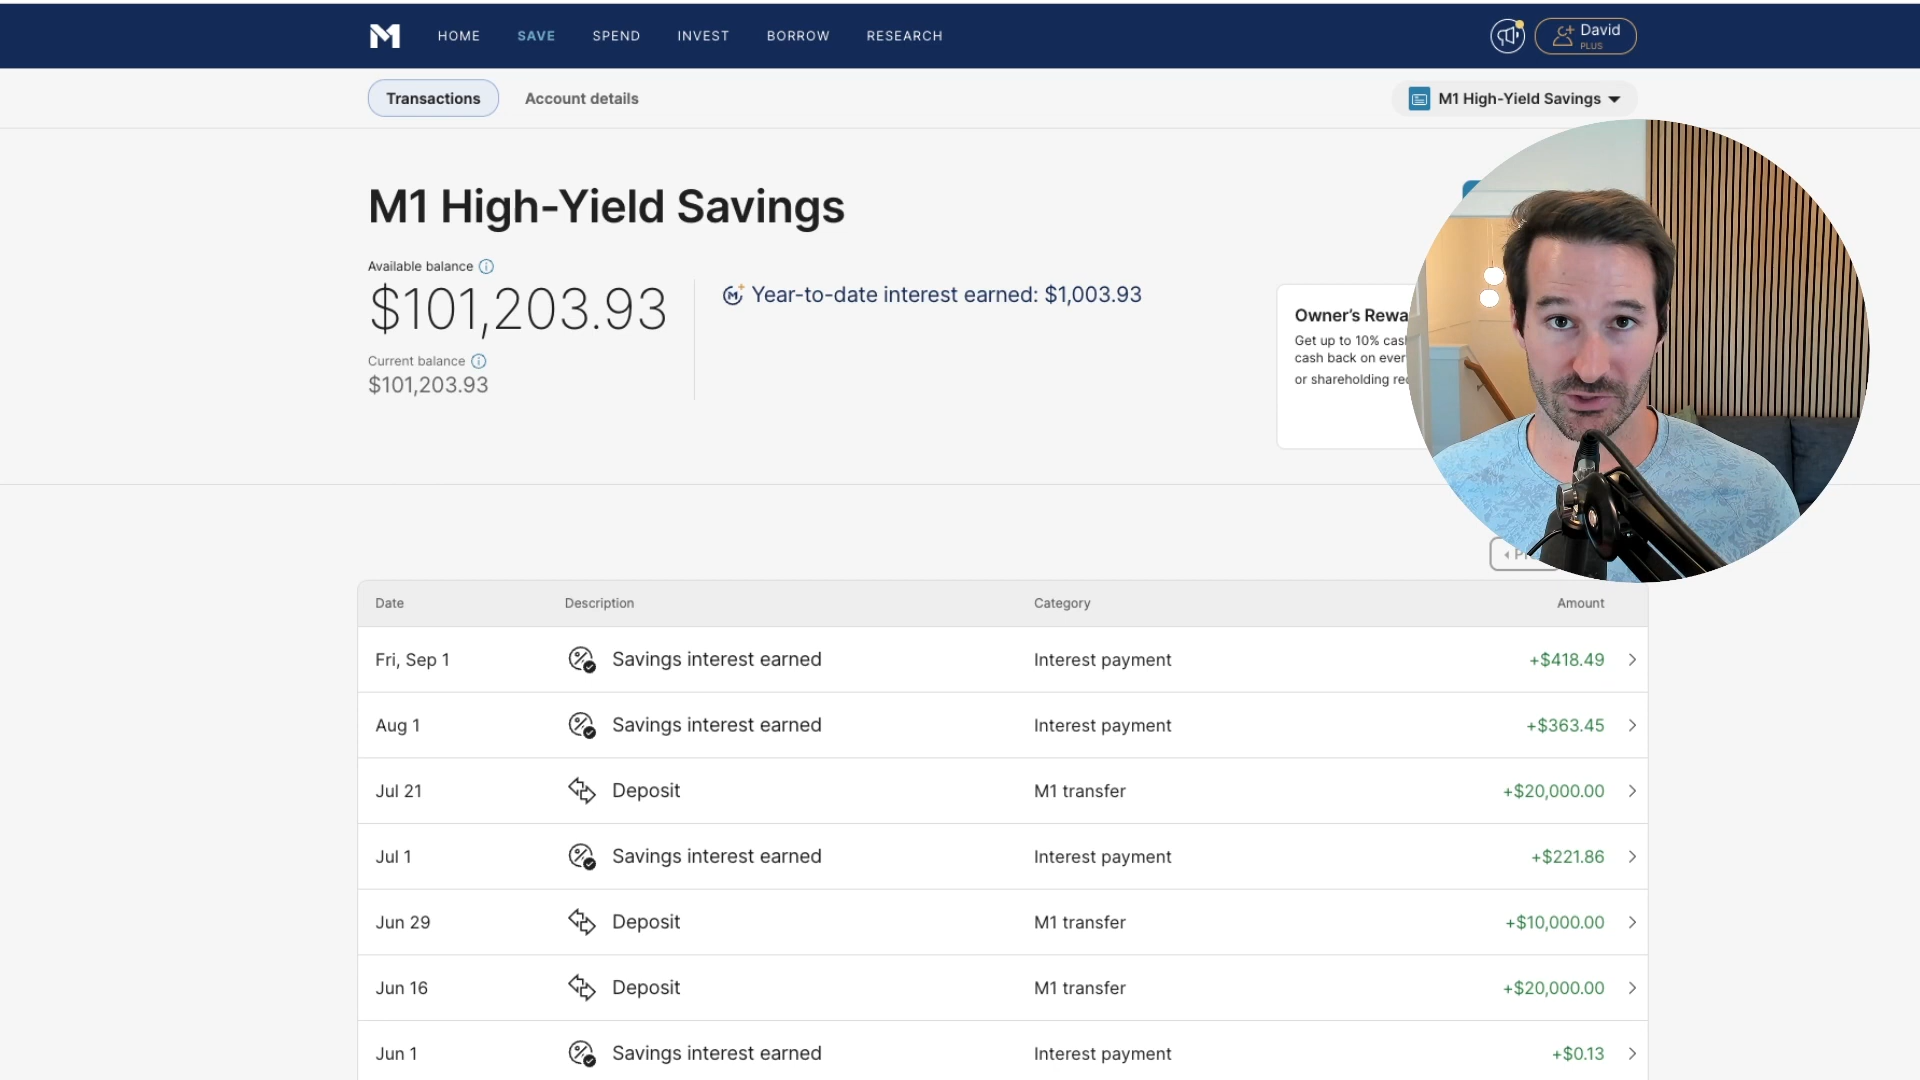 M1 HOME SAVE SPEND INVEST BORROW RESEARCH David
PLUS
Transactions Account details M1 High-Yield Savings
M1 High-Yield Savings
Available balance
$101,203.93
Year-to-date interest earned: $1,003.93
Current balance
$101,203.93
Owner's Rewa
Get up to 10% cas
cash back on ever
or shareholding re
Date Description Category Amount
Fri, Sep 1 Savings interest earned Interest payment +$418.49
Aug 1 Savings interest earned Interest payment +$363.45
Jul 21 Deposit M1 transfer +$20,000.00
Jul 1 Savings interest earned Interest payment +$221.86
Jun 29 Deposit M1 transfer +$10,000.00
Jun 16 Deposit M1 transfer +$20,000.00
Jun 1 Savings interest earned Interest payment +$0.13